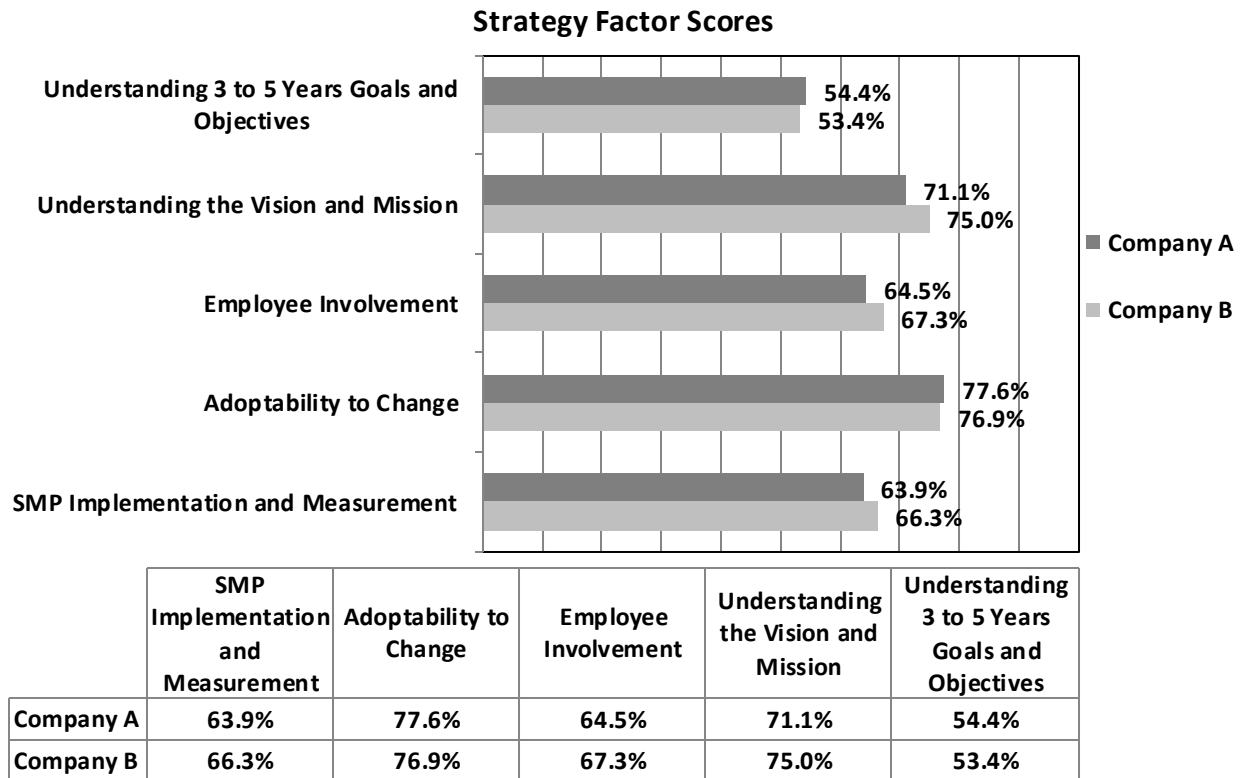 Strategy Factor Scores
Understanding 3 to 5 Years Goals and
Objectives
54.4%
53.4%
Understanding the Vision and Mission
71.1%
75.0%
Employee Involvement
64.5%
67.3%
Adoptability to Change
77.6%
76.9%
SMP Implementation and Measurement
63.9%
66.3%
Company A
Company B
SMP
Implementation
and
Measurement
Adoptability to
Change
Employee
Involvement
Understanding
the Vision and
Mission
Understanding
3 to 5 Years
Goals and
Objectives
Company A 63.9% 77.6% 64.5% 71.1% 54.4%
Company B 66.3% 76.9% 67.3% 75.0% 53.4%